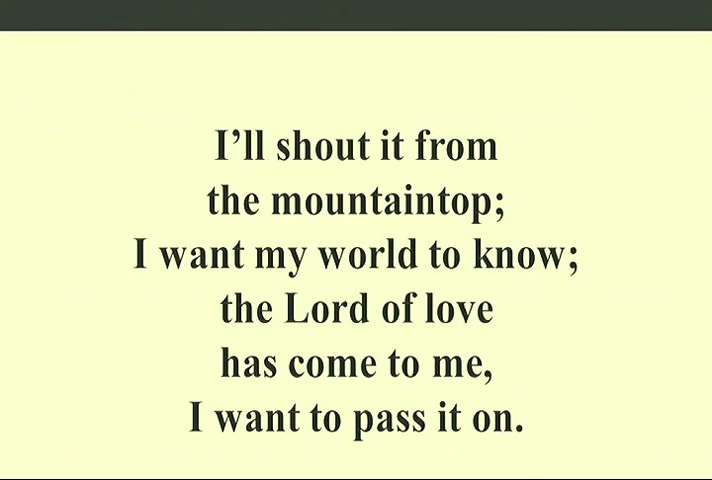 I’ll shout it from
the mountaintop;
I want my world to know;
the Lord of love
has come to me,
I want to pass it on.